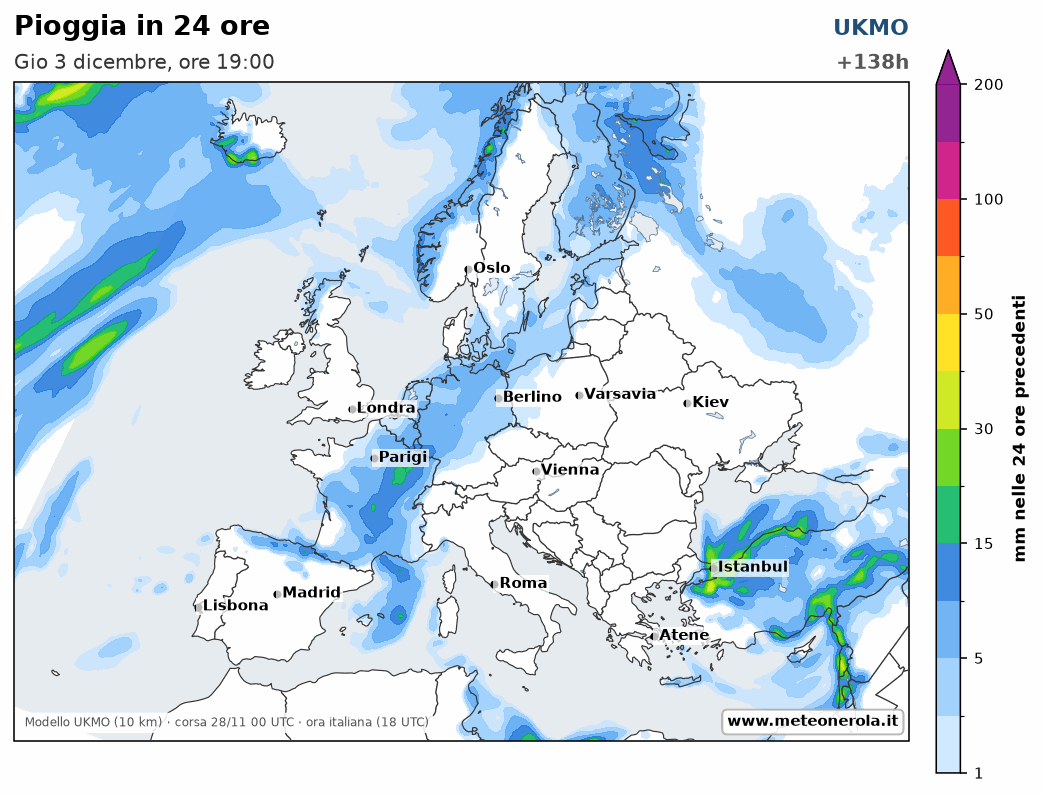 Pioggia in 24 ore
UKMO
Gio 3 dicembre, ore 19:00
+138h
200
100
50
30
15
5
1
mm nelle 24 ore precedenti
Oslo
Londra
Berlino
Varsavia
Kiev
Parigi
Vienna
Istanbul
Roma
Madrid
Lisbona
Atene
Modello UKMO (10 km) · corsa 28/11 00 UTC · ora italiana (18 UTC)
www.meteonerola.it